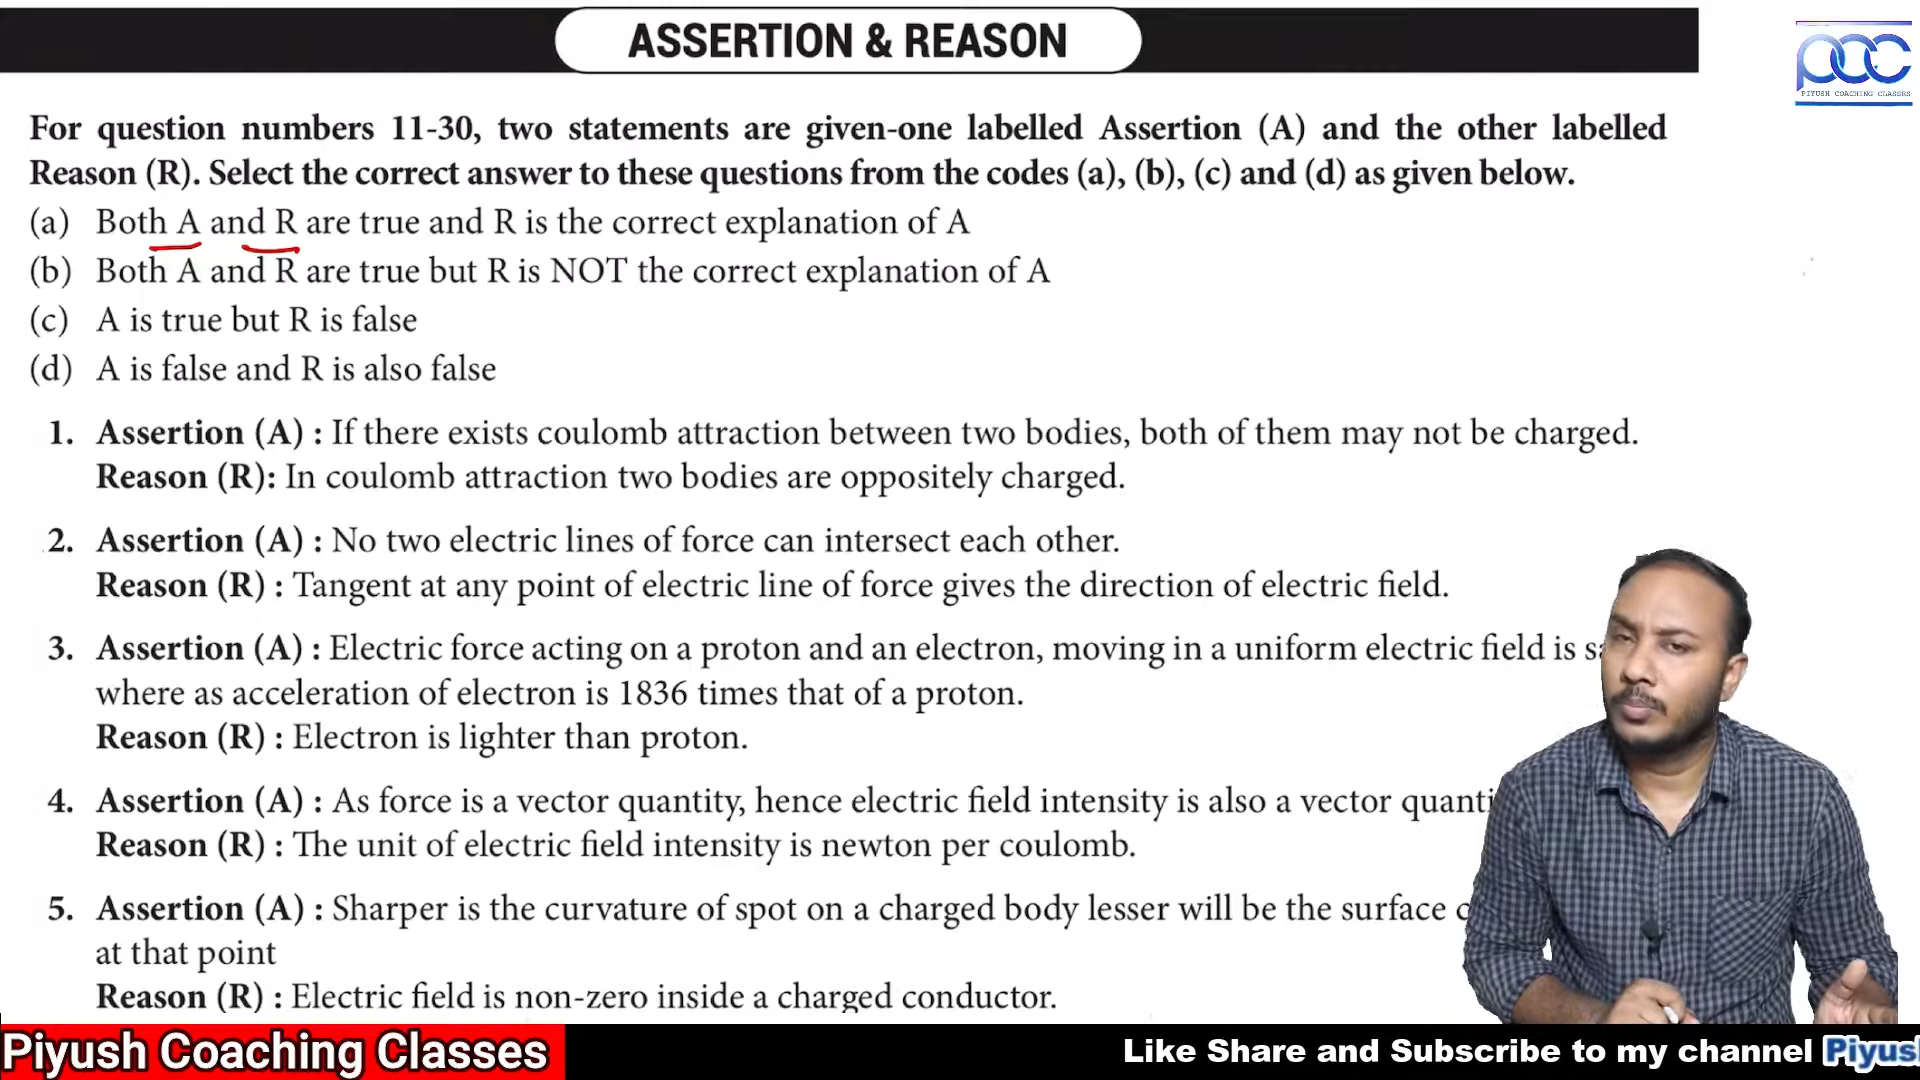 ASSERTION & REASON
PIYUSH COACHING CLASSES
For question numbers 11-30, two statements are given-one labelled Assertion (A) and the other labelled
Reason (R). Select the correct answer to these questions from the codes (a), (b), (c) and (d) as given below.
(a) Both A and R are true and R is the correct explanation of A
(b) Both A and R are true but R is NOT the correct explanation of A
(c) A is true but R is false
(d) A is false and R is also false
1. Assertion (A) : If there exists coulomb attraction between two bodies, both of them may not be charged.
Reason (R): In coulomb attraction two bodies are oppositely charged.
2. Assertion (A) : No two electric lines of force can intersect each other.
Reason (R) : Tangent at any point of electric line of force gives the direction of electric field.
3. Assertion (A) : Electric force acting on a proton and an electron, moving in a uniform electric field is
where as acceleration of electron is 1836 times that of a proton.
Reason (R) : Electron is lighter than proton.
4. Assertion (A) : As force is a vector quantity, hence electric field intensity is also a vector quanti
Reason (R) : The unit of electric field intensity is newton per coulomb.
5. Assertion (A) : Sharper is the curvature of spot on a charged body lesser will be the surface
at that point
Reason (R) : Electric field is non-zero inside a charged conductor.
Piyush Coaching Classes
Like Share and Subscribe to my channel Piyus